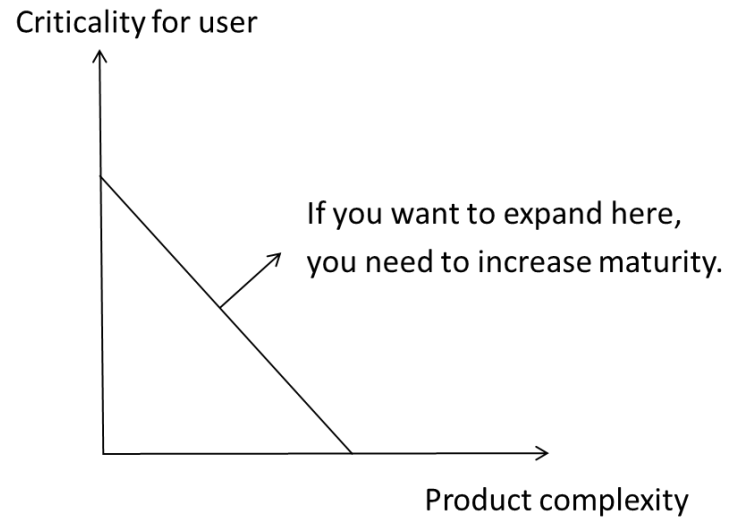 Criticality for user
If you want to expand here,
you need to increase maturity.
Product complexity